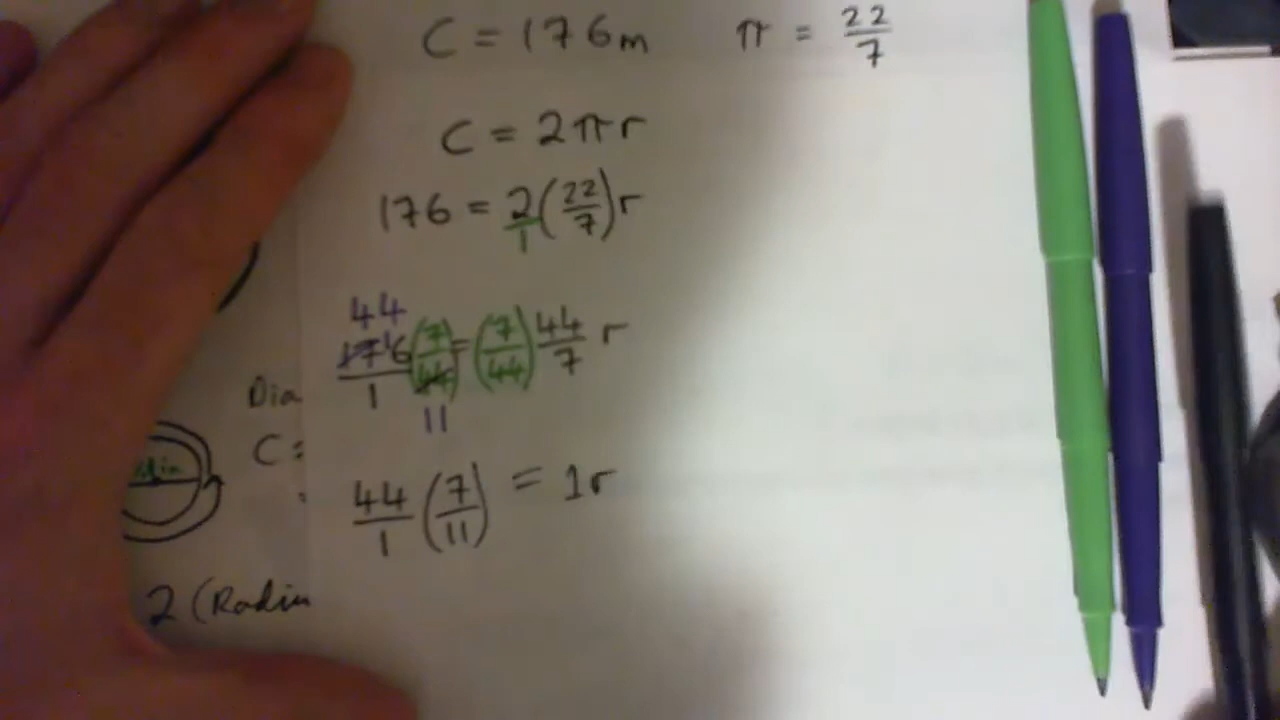 C = 176m π = 22/7
C = 2πr
176 = 2/1 (22/7) r
44
176/1 (7/44) = (7/44) 44/7 r
11
Dia
C =
44/1 (7/11) = 1r
2 (Radiu